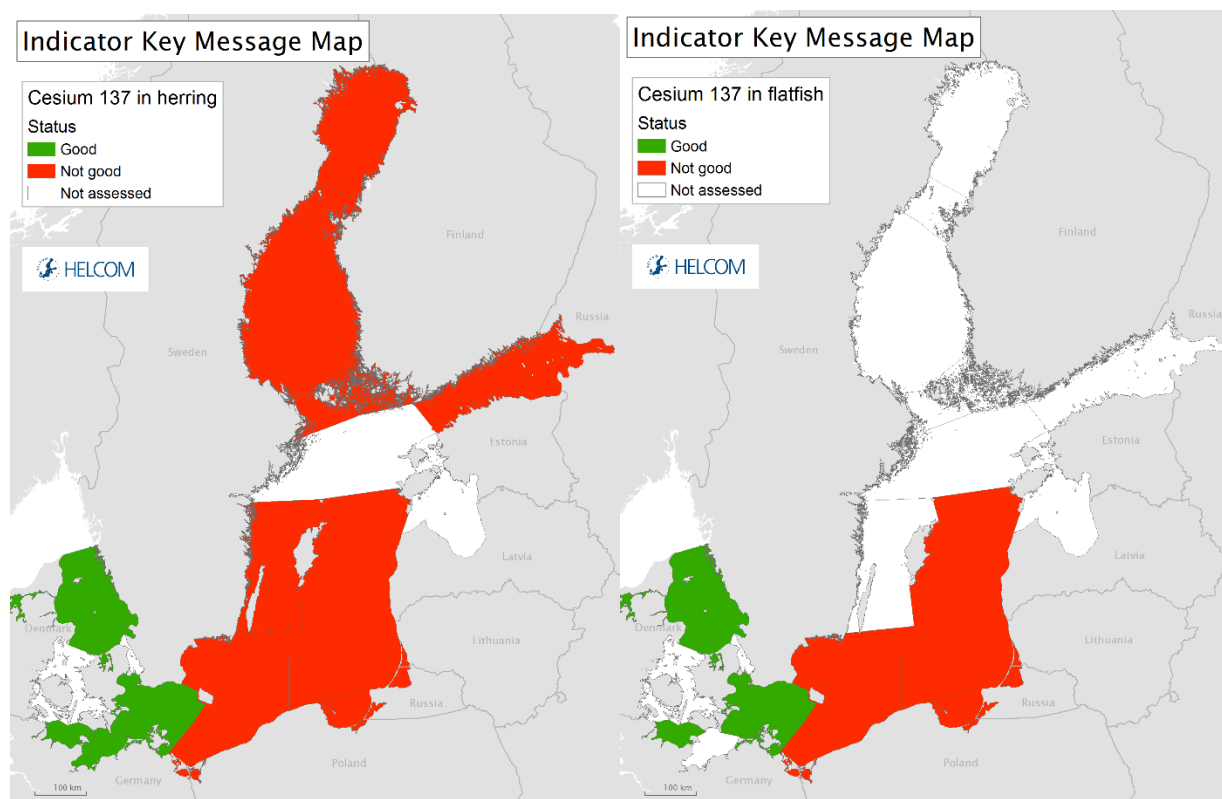 Indicator Key Message Map
Cesium 137 in herring
Status
Good
Not good
Not assessed
HELCOM
Finland
Russia
Sweden
Estonia
Latvia
Denmark
Lithuania
Russia
Poland
Germany
100 km
Indicator Key Message Map
Cesium 137 in flatfish
Status
Good
Not good
Not assessed
HELCOM
Finland
Russia
Sweden
Estonia
Latvia
Denmark
Lithuania
Russia
Poland
Germany
100 km